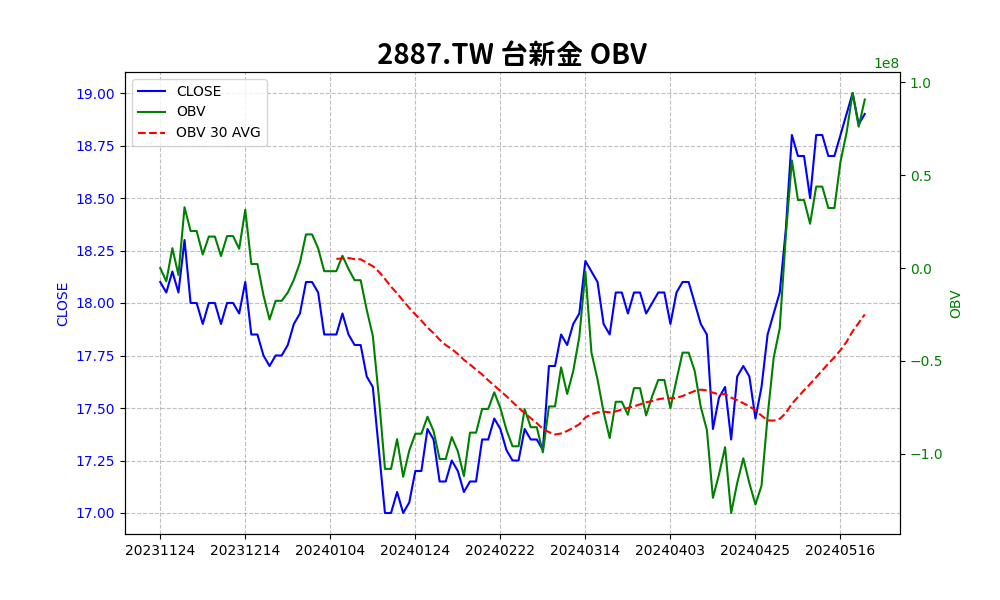 2887.TW 台新金 OBV
1e8
CLOSE
OBV
OBV 30 AVG
19.00
18.75
18.50
18.25
18.00
17.75
17.50
17.25
17.00
CLOSE
1.0
0.5
0.0
−0.5
−1.0
OBV
20231124 20231214 20240104 20240124 20240222 20240314 20240403 20240425 20240516